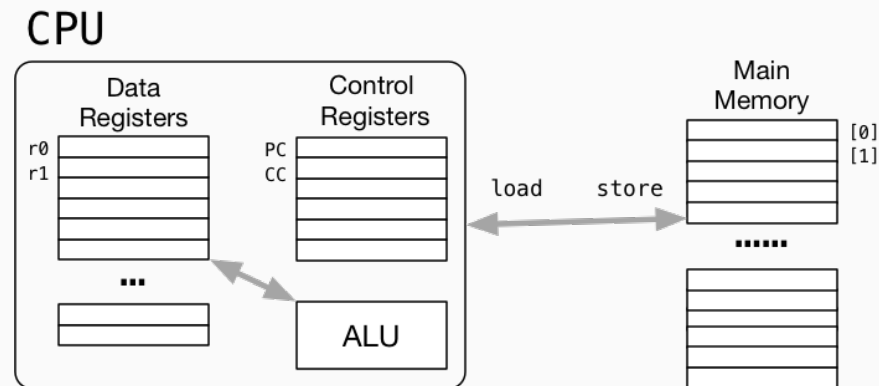 CPU
Data
Registers
r0
r1
...
Control
Registers
PC
CC
ALU
load store
Main
Memory
[0]
[1]
......